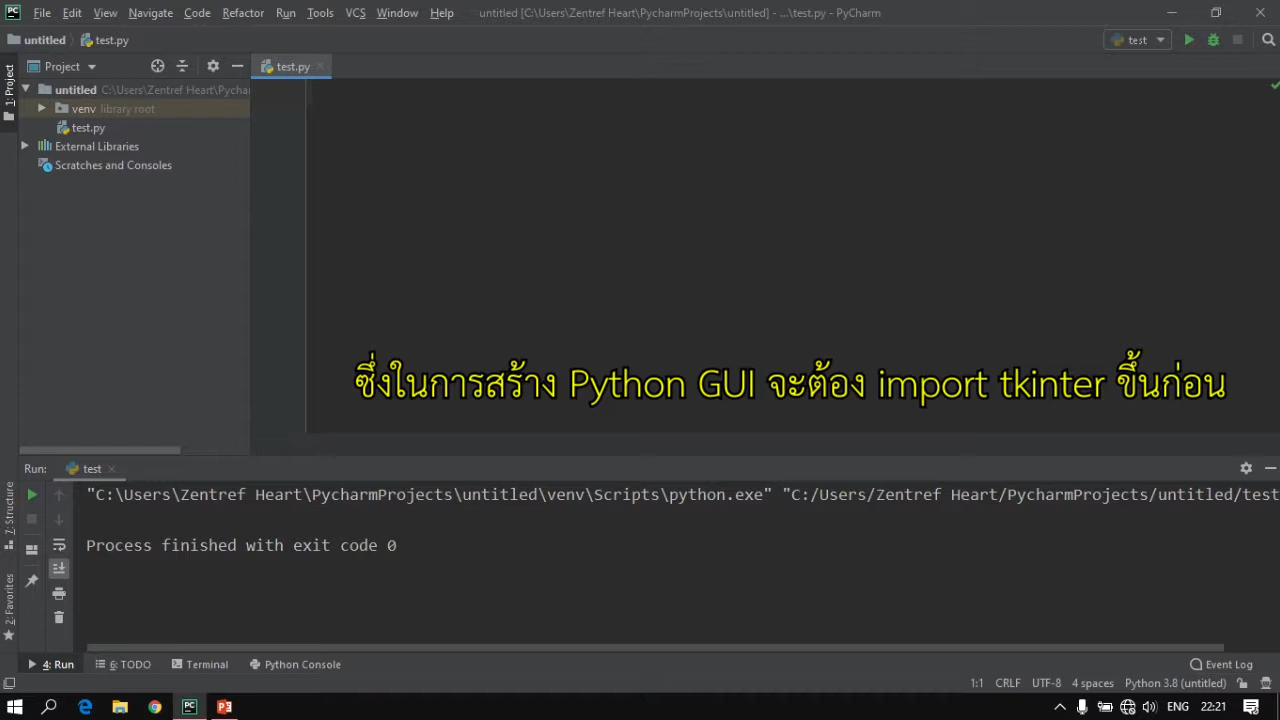 PC File Edit View Navigate Code Refactor Run Tools VCS Window Help untitled [C:\Users\Zentref Heart\PycharmProjects\untitled] - ...\test.py - PyCharm
untitled test.py test
1: Project
Project test.py
untitled C:\Users\Zentref Heart\Pychar
venv library root
test.py
External Libraries
Scratches and Consoles
ซึ่งในการสร้าง Python GUI จะต้อง import tkinter ขึ้นก่อน
Run: test
"C:\Users\Zentref Heart\PycharmProjects\untitled\venv\Scripts\python.exe" "C:/Users/Zentref Heart/PycharmProjects/untitled/test
Process finished with exit code 0
7: Structure
2: Favorites
4: Run 6: TODO Terminal Python Console Event Log
1:1 CRLF UTF-8 4 spaces Python 3.8 (untitled)
ENG 22:21